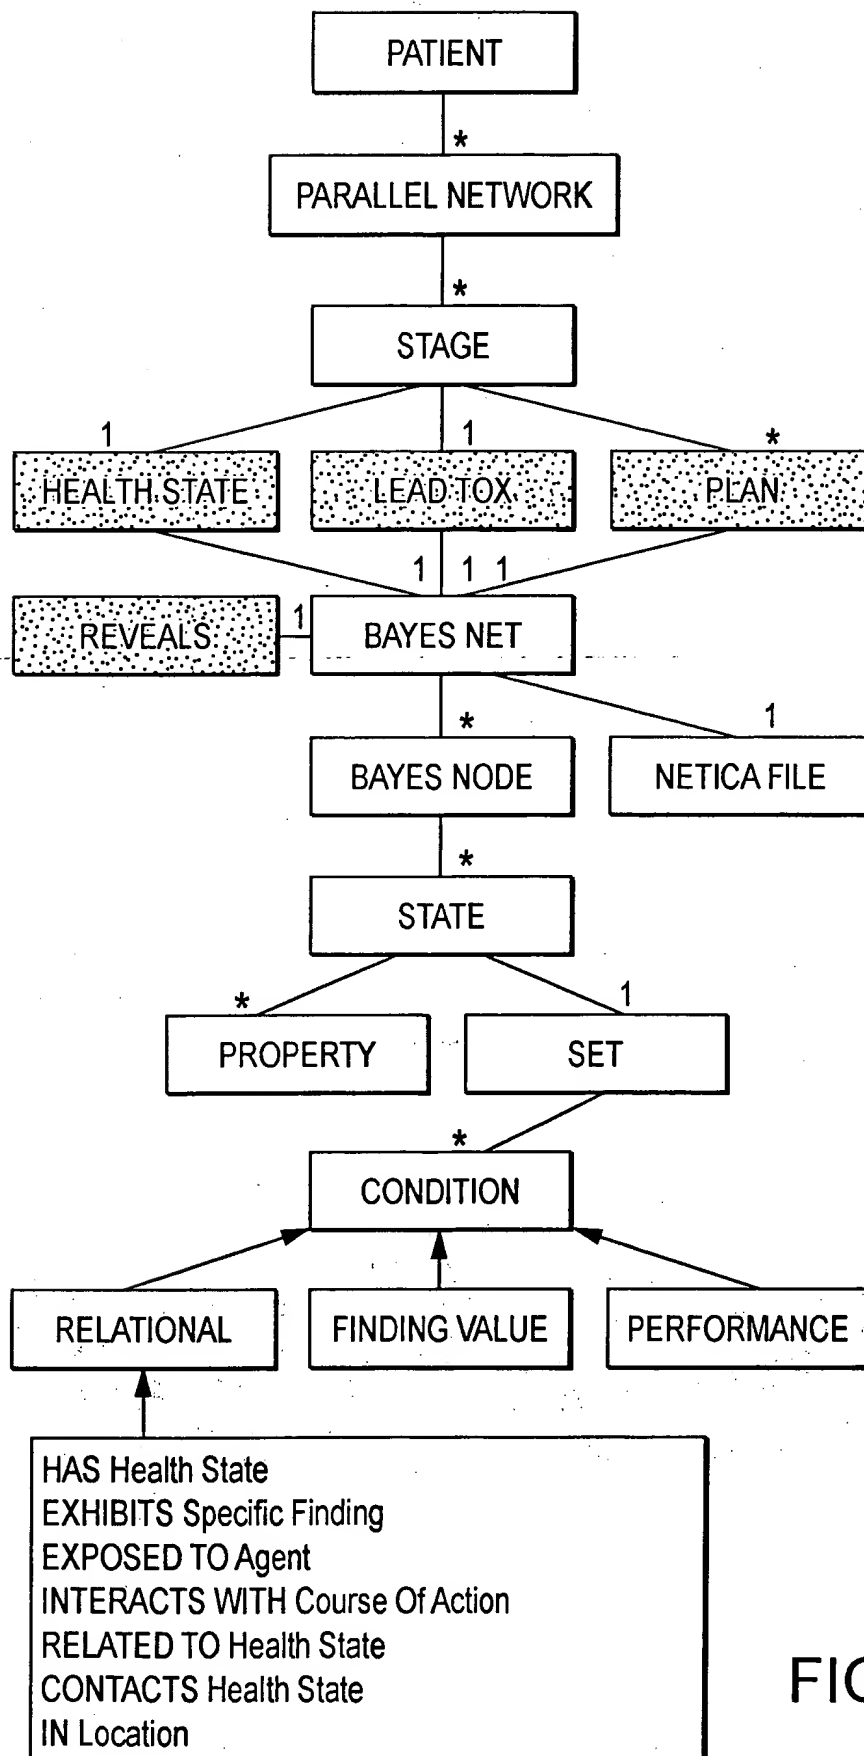 PATIENT
*
PARALLEL NETWORK
*
STAGE
1 1 *
HEALTH STATE LEAD TOX PLAN
1 1 1
REVEALS 1 BAYES NET
* 1
BAYES NODE NETICA FILE
*
STATE
* 1
PROPERTY SET
*
CONDITION
RELATIONAL FINDING VALUE PERFORMANCE
HAS Health State
EXHIBITS Specific Finding
EXPOSED TO Agent
INTERACTS WITH Course Of Action
RELATED TO Health State
CONTACTS Health State
IN Location